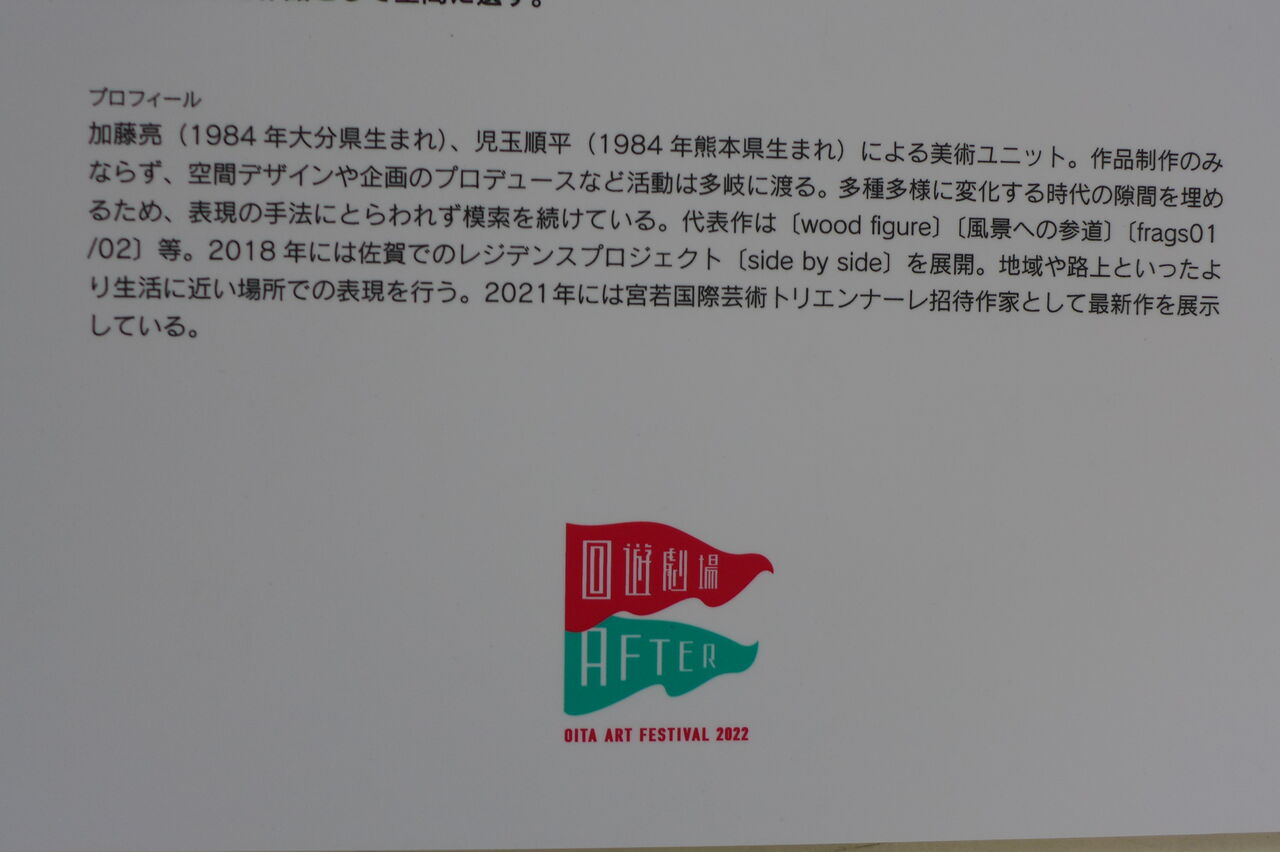 プロフィール
加藤亮（1984 年大分県生まれ）、児玉順平（1984 年熊本県生まれ）による美術ユニット。作品制作のみ
ならず、空間デザインや企画のプロデュースなど活動は多岐に渡る。多種多様に変化する時代の隙間を埋め
るため、表現の手法にとらわれず模索を続けている。代表作は〔wood figure〕〔風景への参道〕〔frags01
/02〕等。2018 年には佐賀でのレジデンスプロジェクト〔side by side〕を展開。地域や路上といったよ
り生活に近い場所での表現を行う。2021年には宮若国際芸術トリエンナーレ招待作家として最新作を展示
している。
回遊劇場
AFTER
OITA ART FESTIVAL 2022